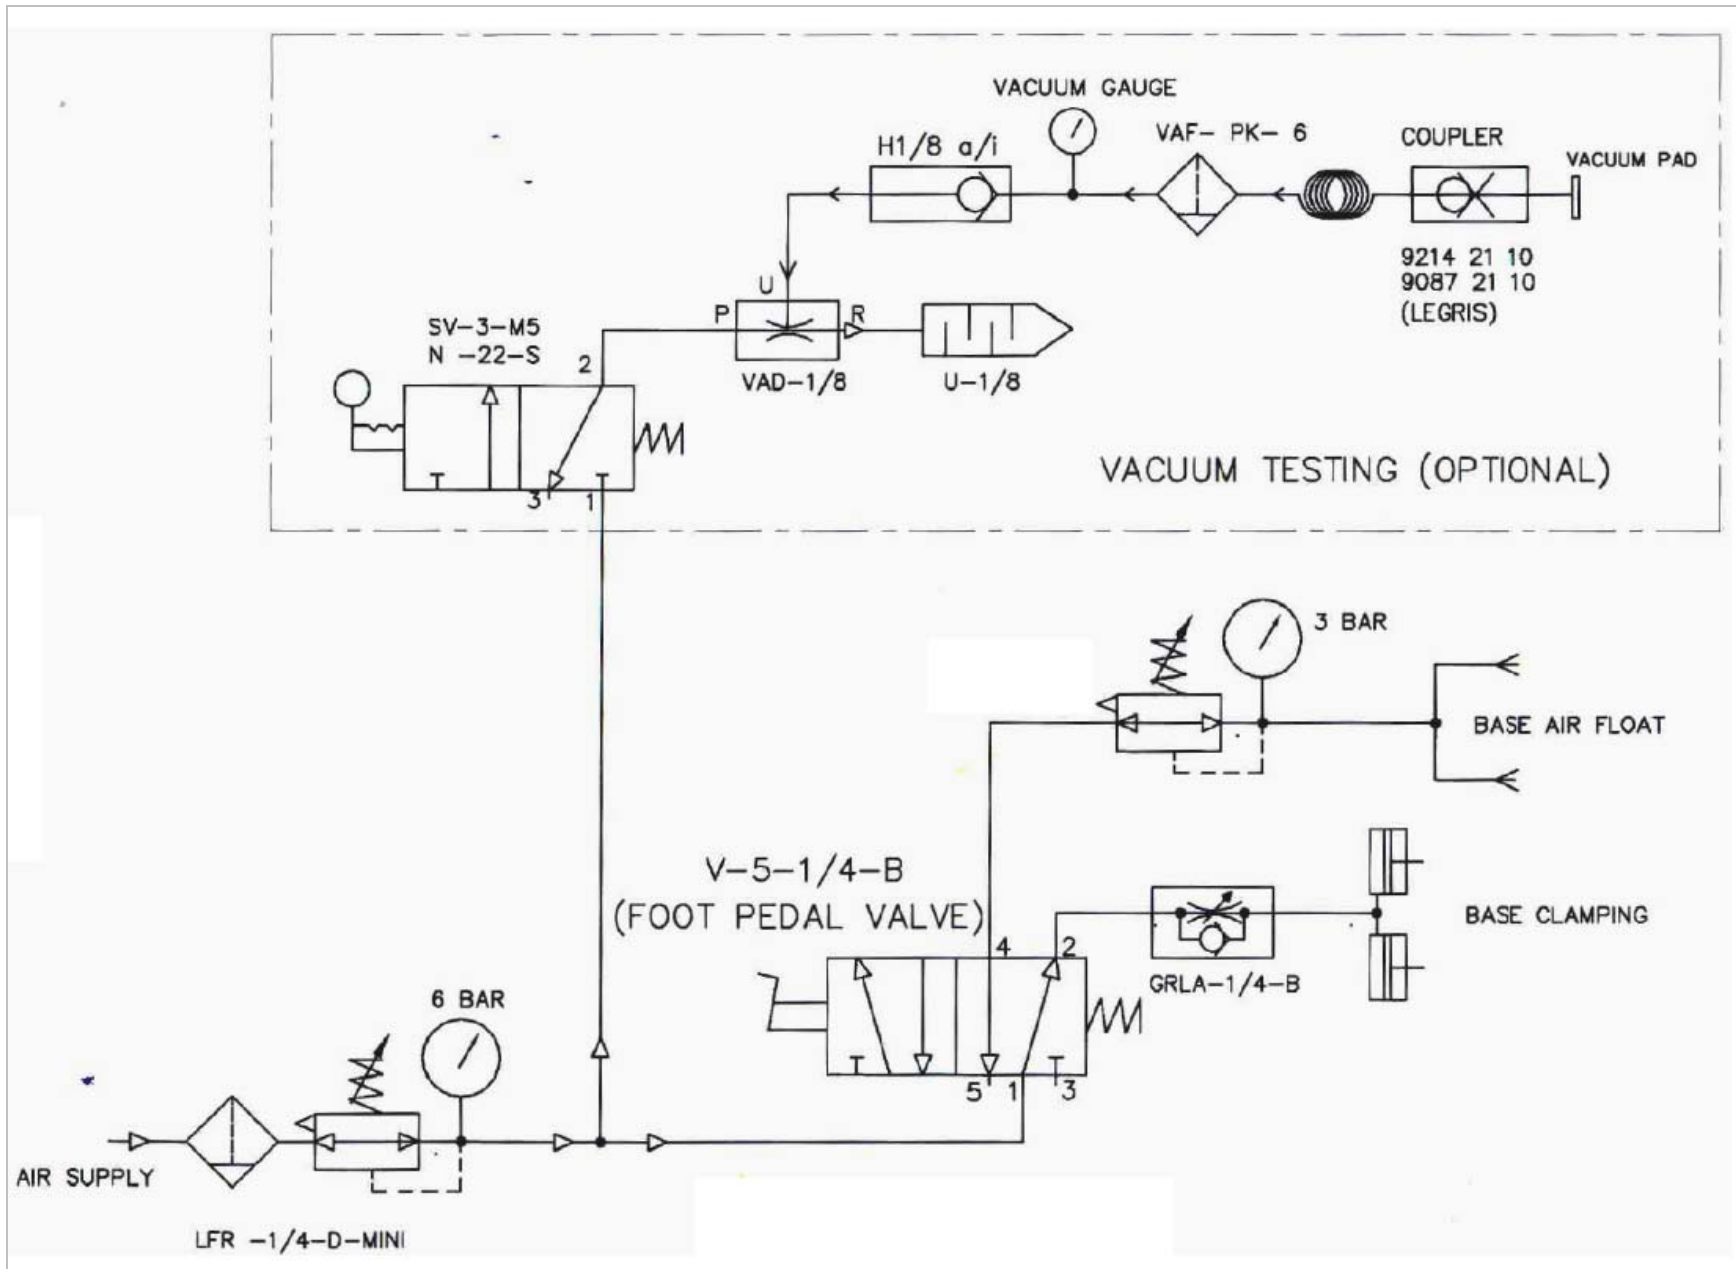 VACUUM GAUGE
H1/8 a/i
VAF- PK- 6
COUPLER
VACUUM PAD
9214 21 10
9087 21 10
(LEGRIS)
U
P
R
SV-3-M5
N -22-S
2
VAD-1/8
U-1/8
3
1
VACUUM TESTING (OPTIONAL)
3 BAR
BASE AIR FLOAT
V-5-1/4-B
(FOOT PEDAL VALVE)
4
2
BASE CLAMPING
GRLA-1/4-B
6 BAR
5
1
3
AIR SUPPLY
LFR -1/4-D-MINI